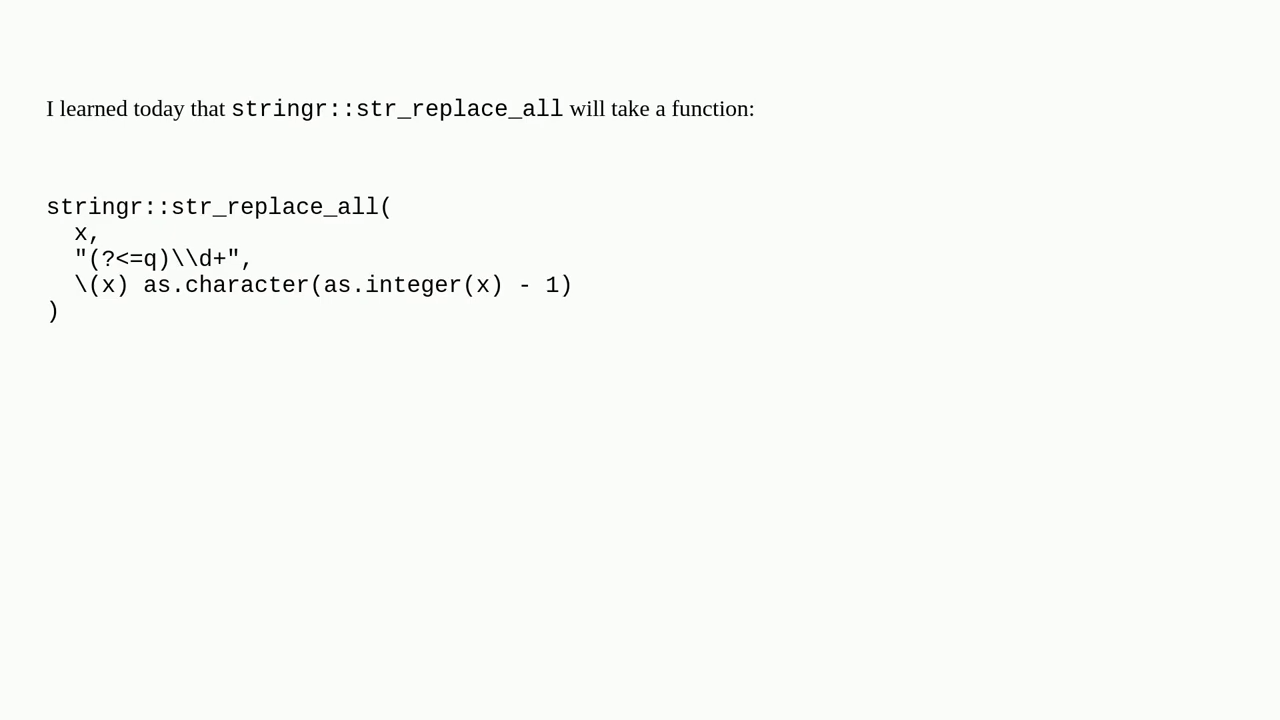 I learned today that stringr::str_replace_all will take a function:
stringr::str_replace_all(
  x,
  "(?<=q)\\d+",
  \(x) as.character(as.integer(x) - 1)
)